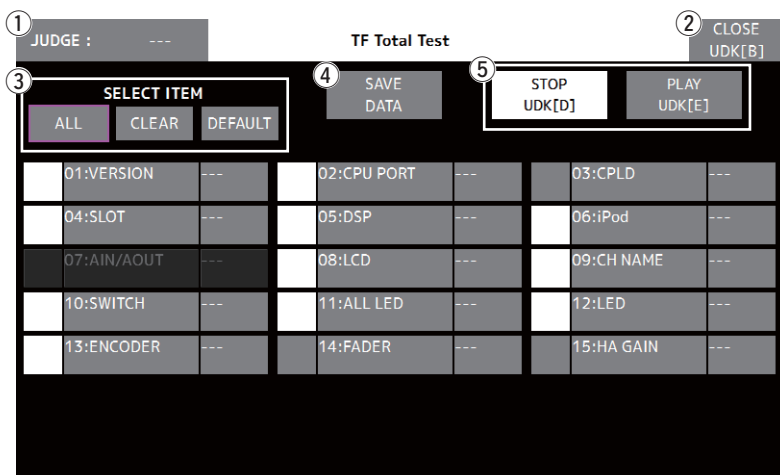 ①
JUDGE : ---
TF Total Test
②
CLOSE
UDK[B]
③
SELECT ITEM
ALL
CLEAR
DEFAULT
④
SAVE
DATA
⑤
STOP
UDK[D]
PLAY
UDK[E]
01:VERSION ---
02:CPU PORT ---
03:CPLD ---
04:SLOT ---
05:DSP ---
06:iPod ---
07:AIN/AOUT ---
08:LCD ---
09:CH NAME ---
10:SWITCH ---
11:ALL LED ---
12:LED ---
13:ENCODER ---
14:FADER ---
15:HA GAIN ---